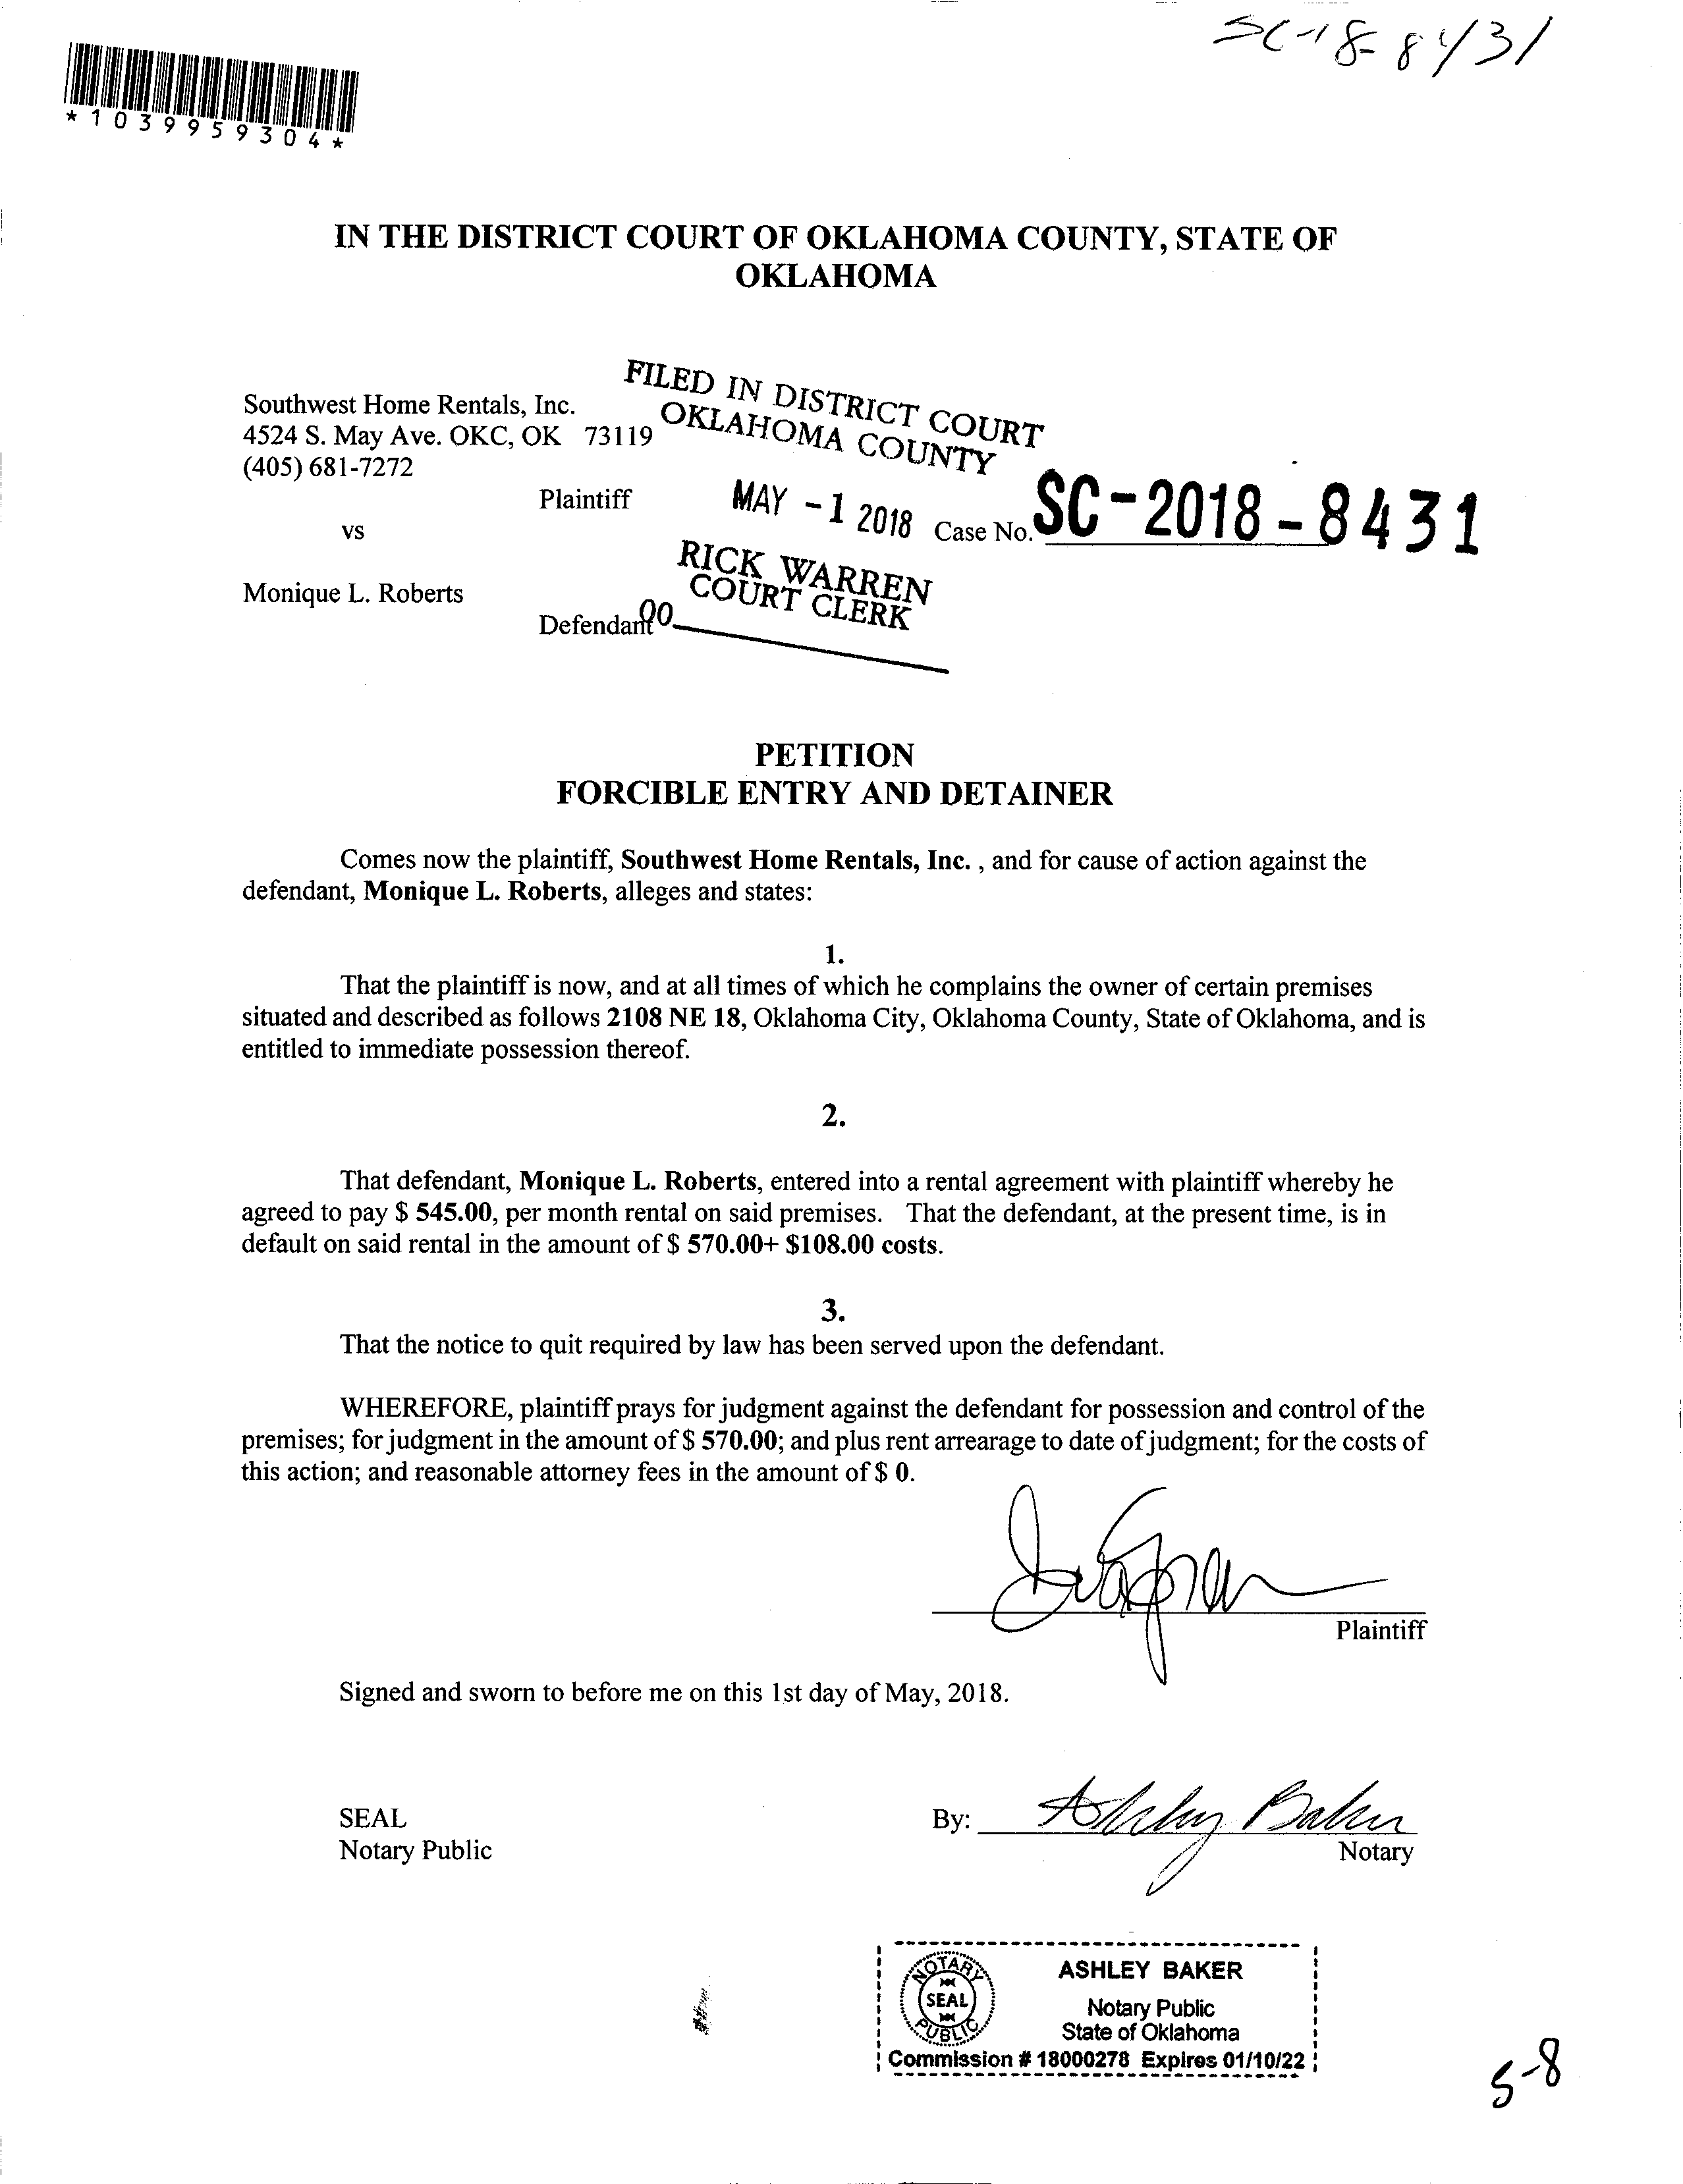 SC-18-8431
*1039959304*
IN THE DISTRICT COURT OF OKLAHOMA COUNTY, STATE OF
OKLAHOMA
FILED IN DISTRICT COURT
OKLAHOMA COUNTY
Southwest Home Rentals, Inc.
4524 S. May Ave. OKC, OK 73119
(405) 681-7272
Plaintiff
MAY -1 2018
Case No. SC-2018-8431
vs
RICK WARREN
COURT CLERK
Monique L. Roberts
Defendant
00
PETITION
FORCIBLE ENTRY AND DETAINER
Comes now the plaintiff, Southwest Home Rentals, Inc. , and for cause of action against the
defendant, Monique L. Roberts, alleges and states:
1.
That the plaintiff is now, and at all times of which he complains the owner of certain premises
situated and described as follows 2108 NE 18, Oklahoma City, Oklahoma County, State of Oklahoma, and is
entitled to immediate possession thereof.
2.
That defendant, Monique L. Roberts, entered into a rental agreement with plaintiff whereby he
agreed to pay $ 545.00, per month rental on said premises. That the defendant, at the present time, is in
default on said rental in the amount of $ 570.00+ $108.00 costs.
3.
That the notice to quit required by law has been served upon the defendant.
WHEREFORE, plaintiff prays for judgment against the defendant for possession and control of the
premises; for judgment in the amount of $ 570.00; and plus rent arrearage to date of judgment; for the costs of
this action; and reasonable attorney fees in the amount of $ 0.
Plaintiff
Signed and sworn to before me on this 1st day of May, 2018.
SEAL
Notary Public
By: Ashley Baker
Notary
NOTARY
SEAL
PUBLIC
ASHLEY BAKER
Notary Public
State of Oklahoma
Commission # 18000278 Expires 01/10/22
5-8